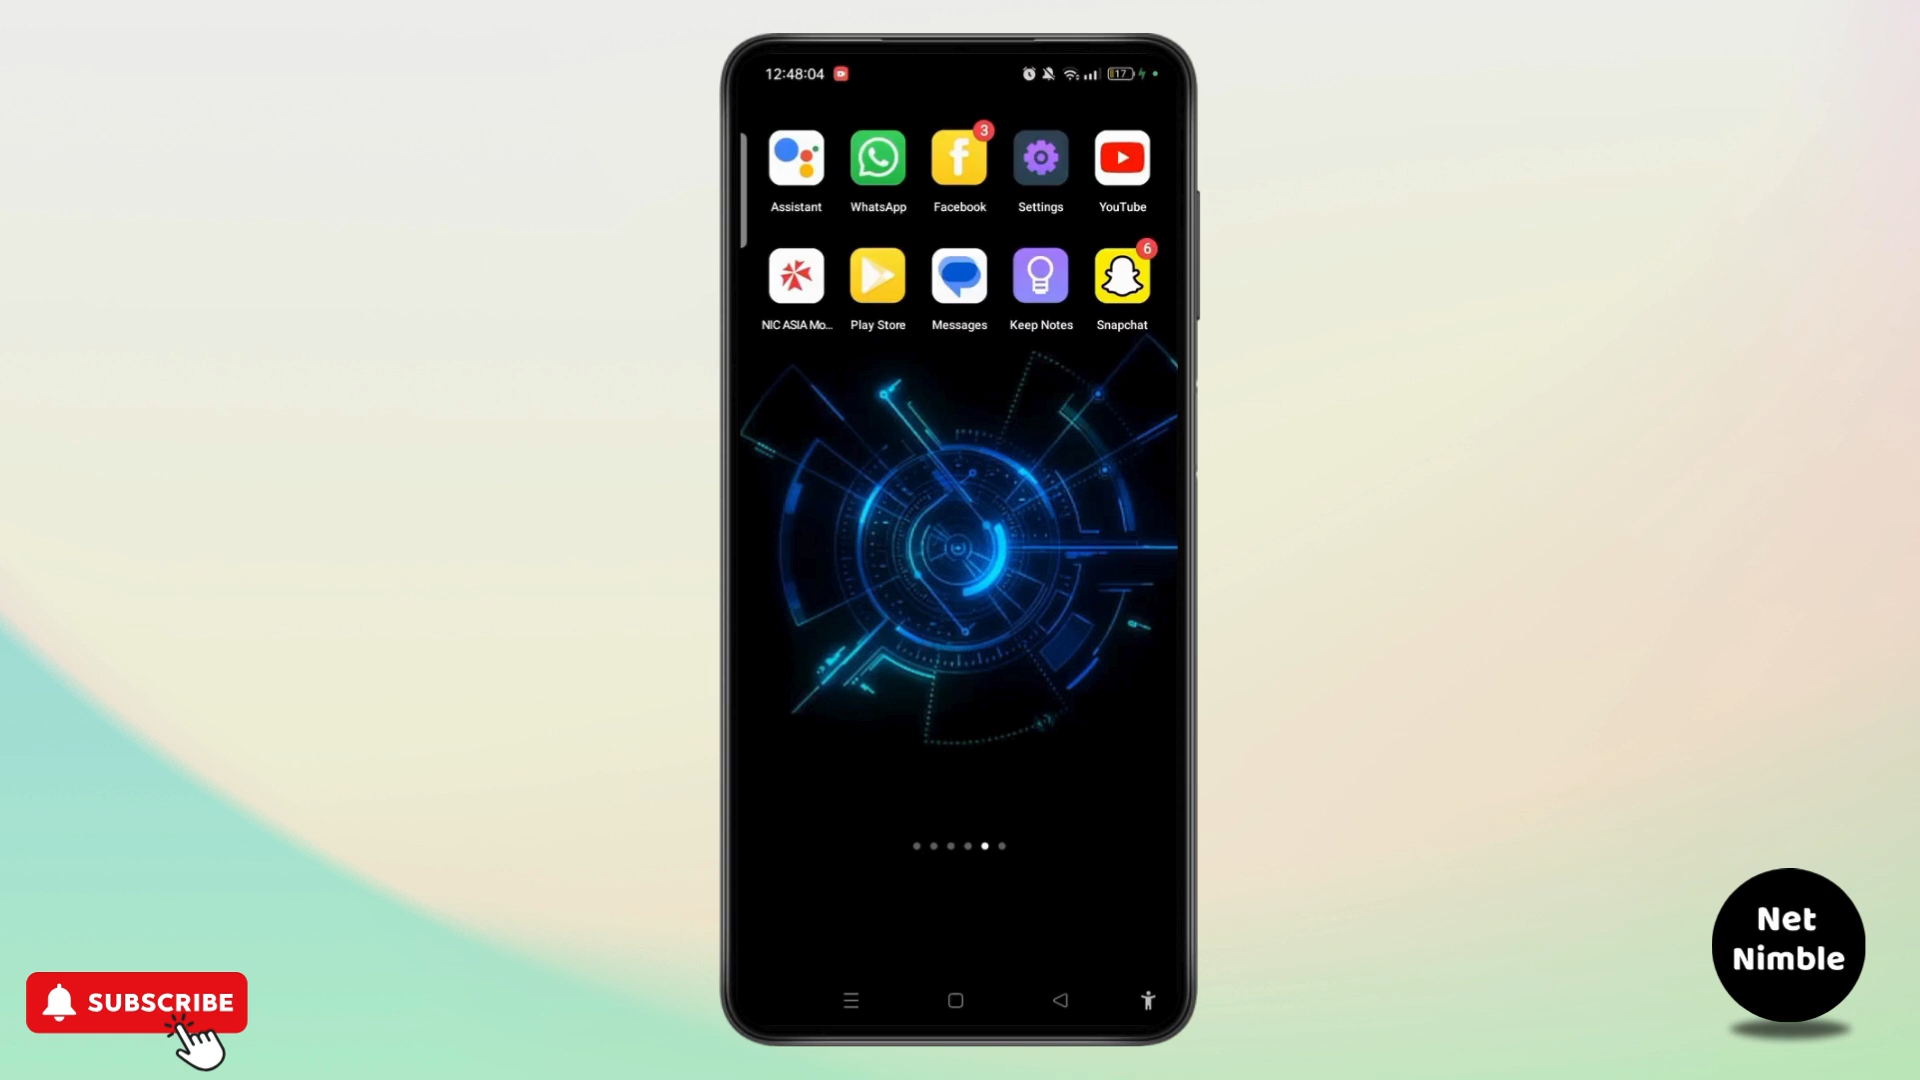 12:48:04
17
3
Assistant WhatsApp Facebook Settings YouTube
6
NIC ASIA Mo... Play Store Messages Keep Notes Snapchat
SUBSCRIBE
Net
Nimble